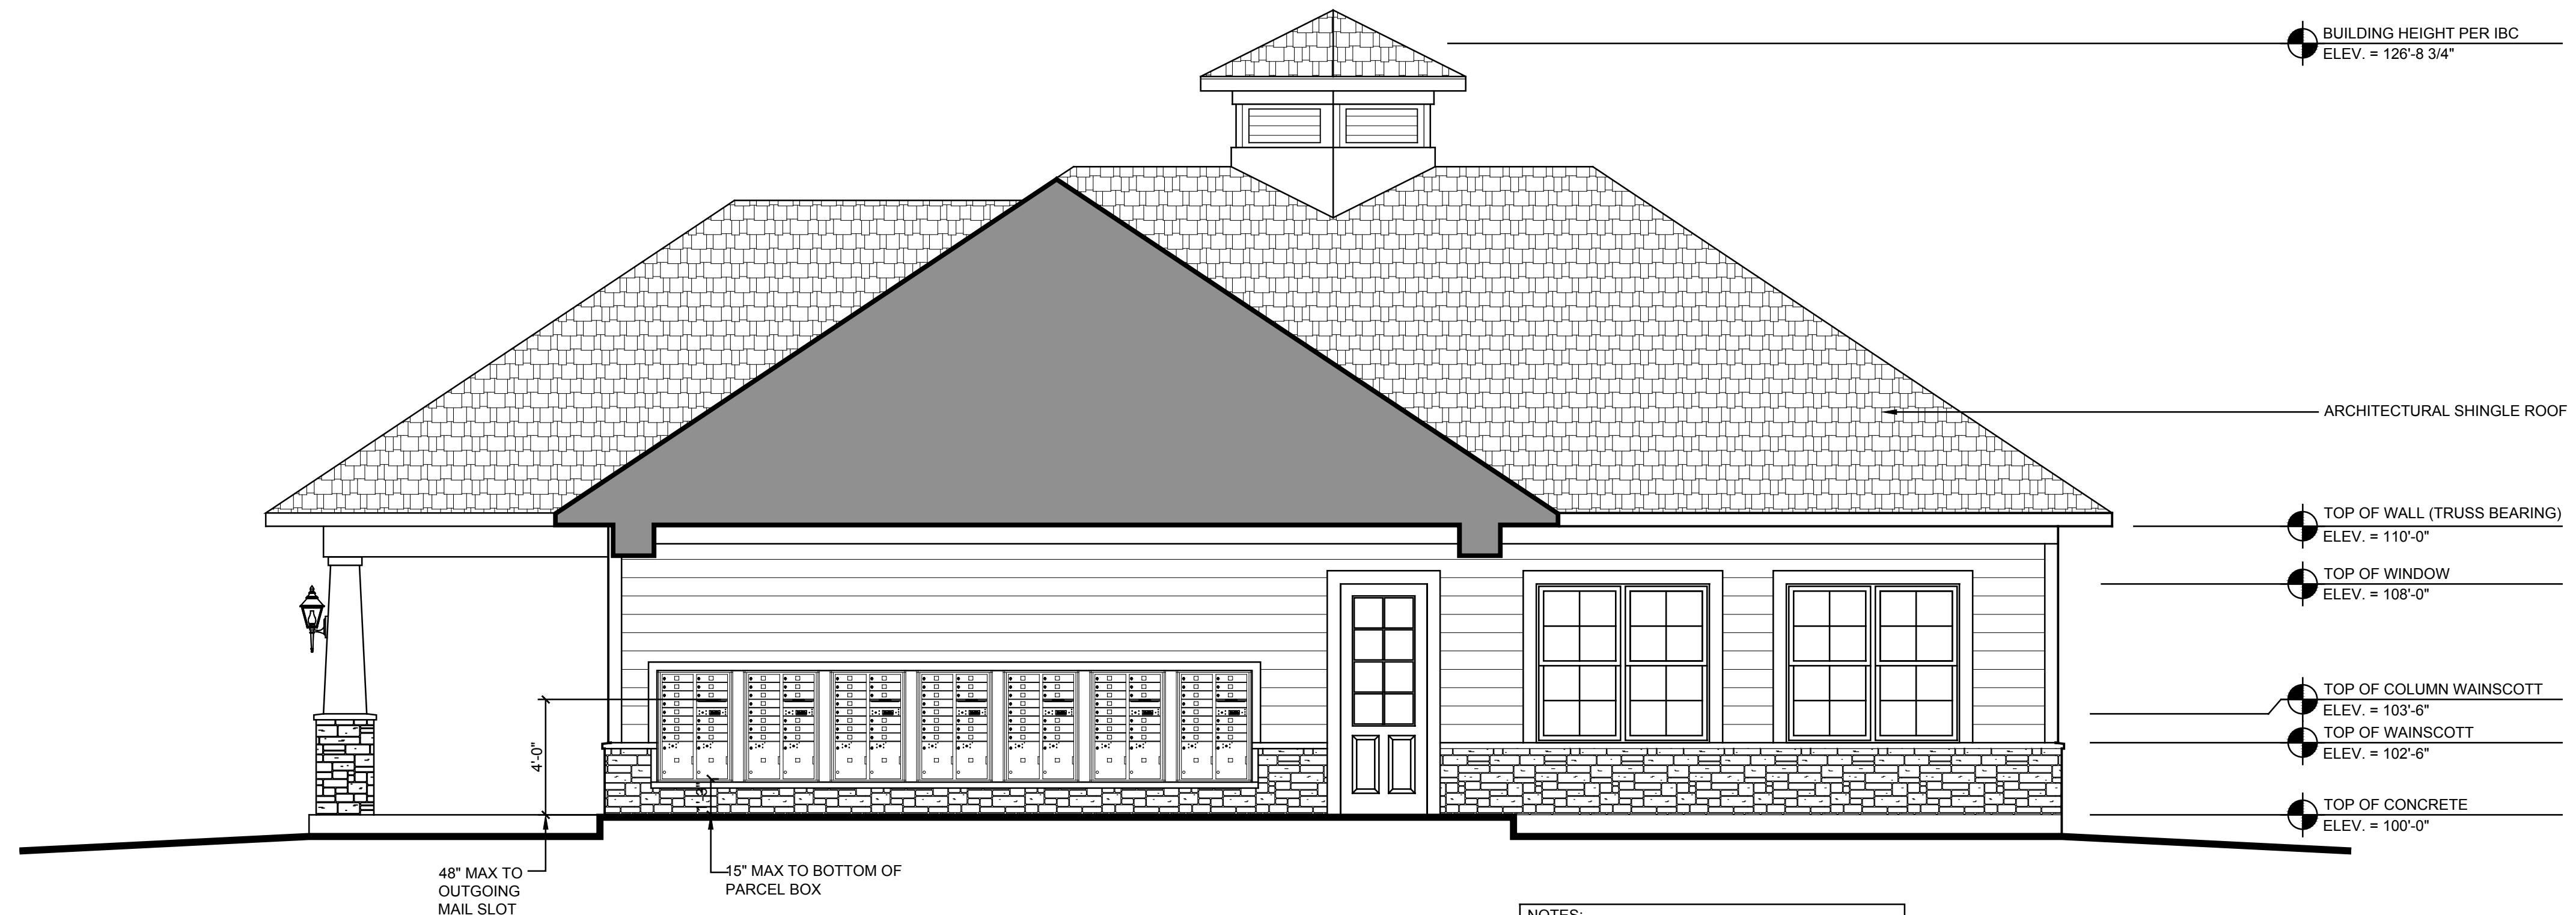 BUILDING HEIGHT PER IBC
ELEV. = 126'-8 3/4"
ARCHITECTURAL SHINGLE ROOF
TOP OF WALL (TRUSS BEARING)
ELEV. = 110'-0"
TOP OF WINDOW
ELEV. = 108'-0"
TOP OF COLUMN WAINSCOTT
ELEV. = 103'-6"
TOP OF WAINSCOTT
ELEV. = 102'-6"
TOP OF CONCRETE
ELEV. = 100'-0"
4'-0"
48" MAX TO
OUTGOING
MAIL SLOT
15" MAX TO BOTTOM OF
PARCEL BOX
NOTES: